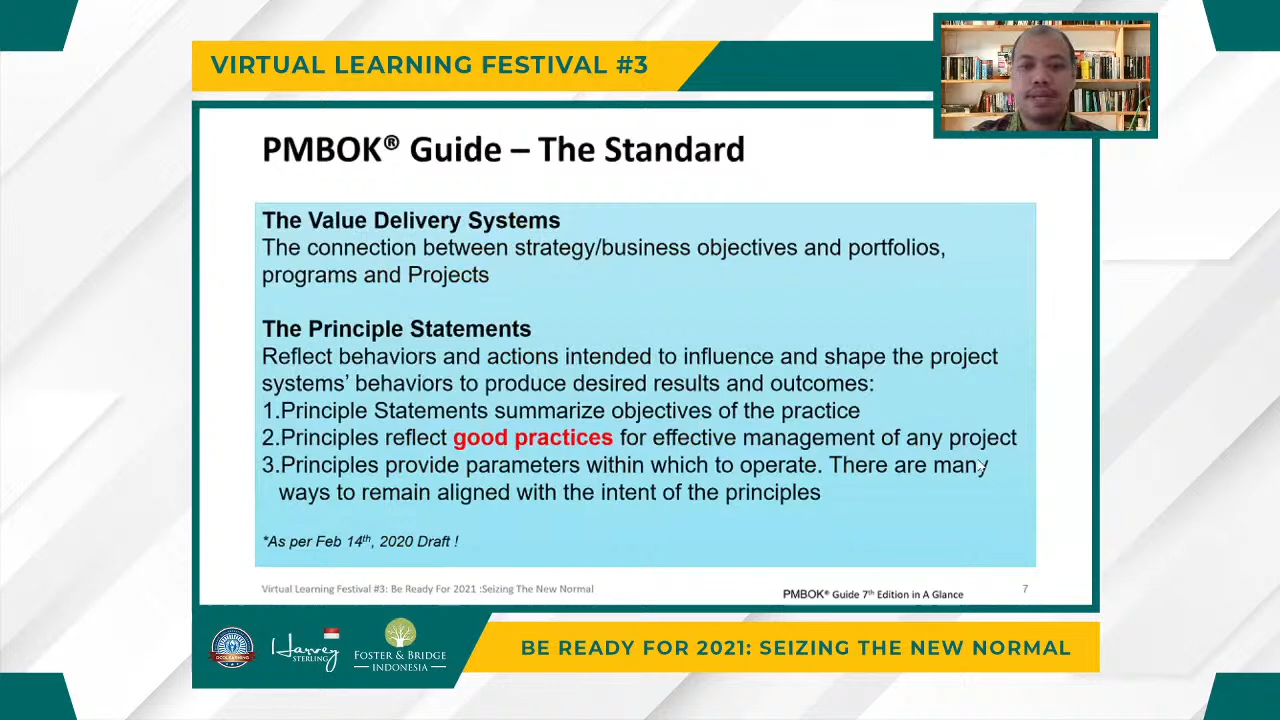 VIRTUAL LEARNING FESTIVAL #3
PMBOK® Guide – The Standard
The Value Delivery Systems
The connection between strategy/business objectives and portfolios,
programs and Projects
The Principle Statements
Reflect behaviors and actions intended to influence and shape the project
systems’ behaviors to produce desired results and outcomes:
1.Principle Statements summarize objectives of the practice
2.Principles reflect good practices for effective management of any project
3.Principles provide parameters within which to operate. There are many
ways to remain aligned with the intent of the principles
*As per Feb 14th, 2020 Draft !
Virtual Learning Festival #3: Be Ready For 2021 :Seizing The New Normal
PMBOK® Guide 7th Edition in A Glance
7
Harvey
STERLING
FOSTER & BRIDGE
INDONESIA
BE READY FOR 2021: SEIZING THE NEW NORMAL